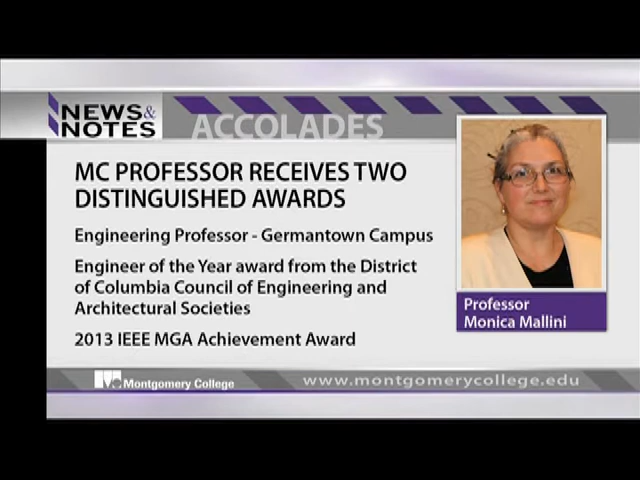 NEWS &
NOTES
ACCOLADES
MC PROFESSOR RECEIVES TWO
DISTINGUISHED AWARDS
Engineering Professor - Germantown Campus
Engineer of the Year award from the District
of Columbia Council of Engineering and
Architectural Societies
2013 IEEE MGA Achievement Award
Professor
Monica Mallini
MC Montgomery College
www.montgomerycollege.edu